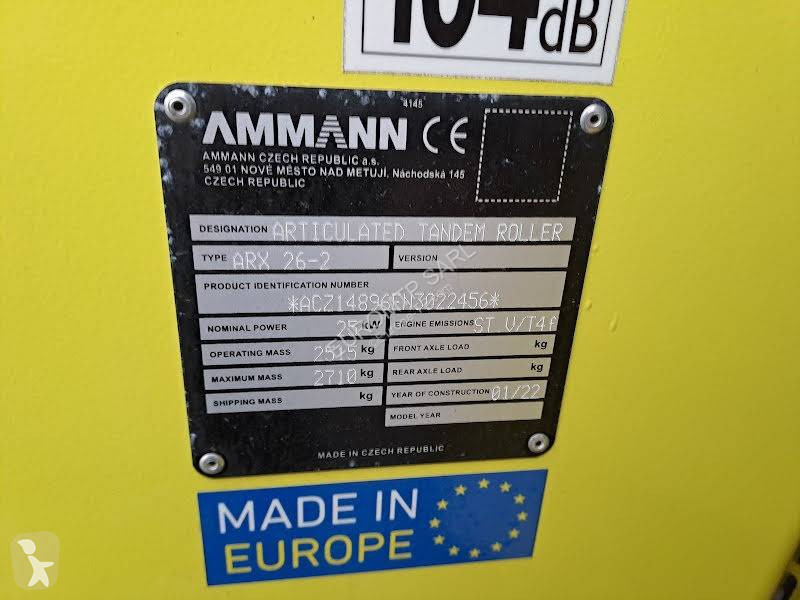 104dB
4145
AMMANN CE
AMMANN CZECH REPUBLIC a.s.
549 01 NOVÉ MĚSTO NAD METUJÍ, Náchodská 145
CZECH REPUBLIC
DESIGNATION ARTICULATED TANDEM ROLLER
TYPE ARX 26-2 VERSION
PRODUCT IDENTIFICATION NUMBER
NOMINAL POWER 25 kW ENGINE EMISSIONS ST V/T4f
OPERATING MASS kg FRONT AXLE LOAD kg
MAXIMUM MASS 2710 kg REAR AXLE LOAD kg
SHIPPING MASS kg YEAR OF CONSTRUCTION 01/22
MODEL YEAR
MADE IN CZECH REPUBLIC
MADE IN
EUROPE